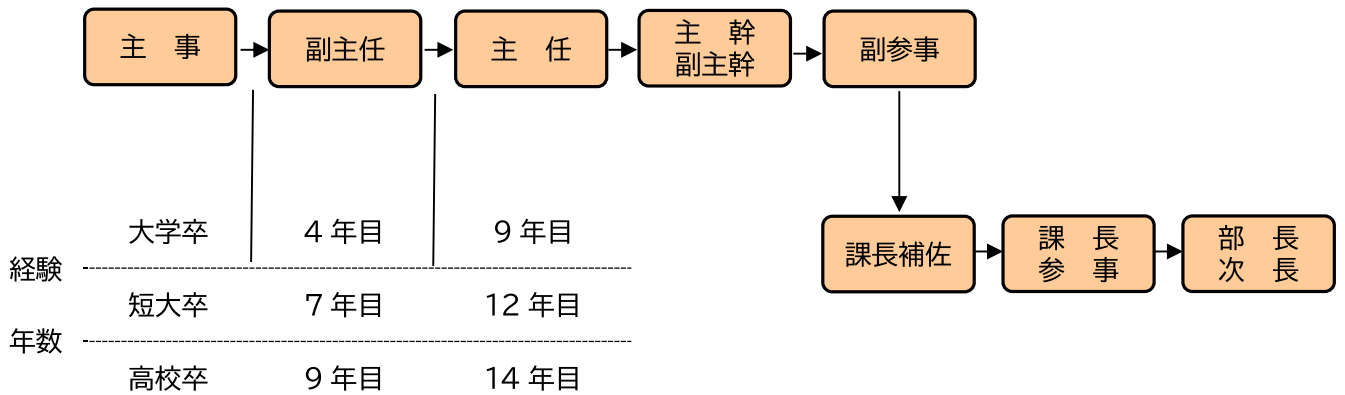 主　事
副主任
主　任
主　幹
副主幹
副参事
課長補佐
課　長
参　事
部　長
次　長
経験
年数
大学卒　4 年目　9 年目
短大卒　7 年目　12 年目
高校卒　9 年目　14 年目